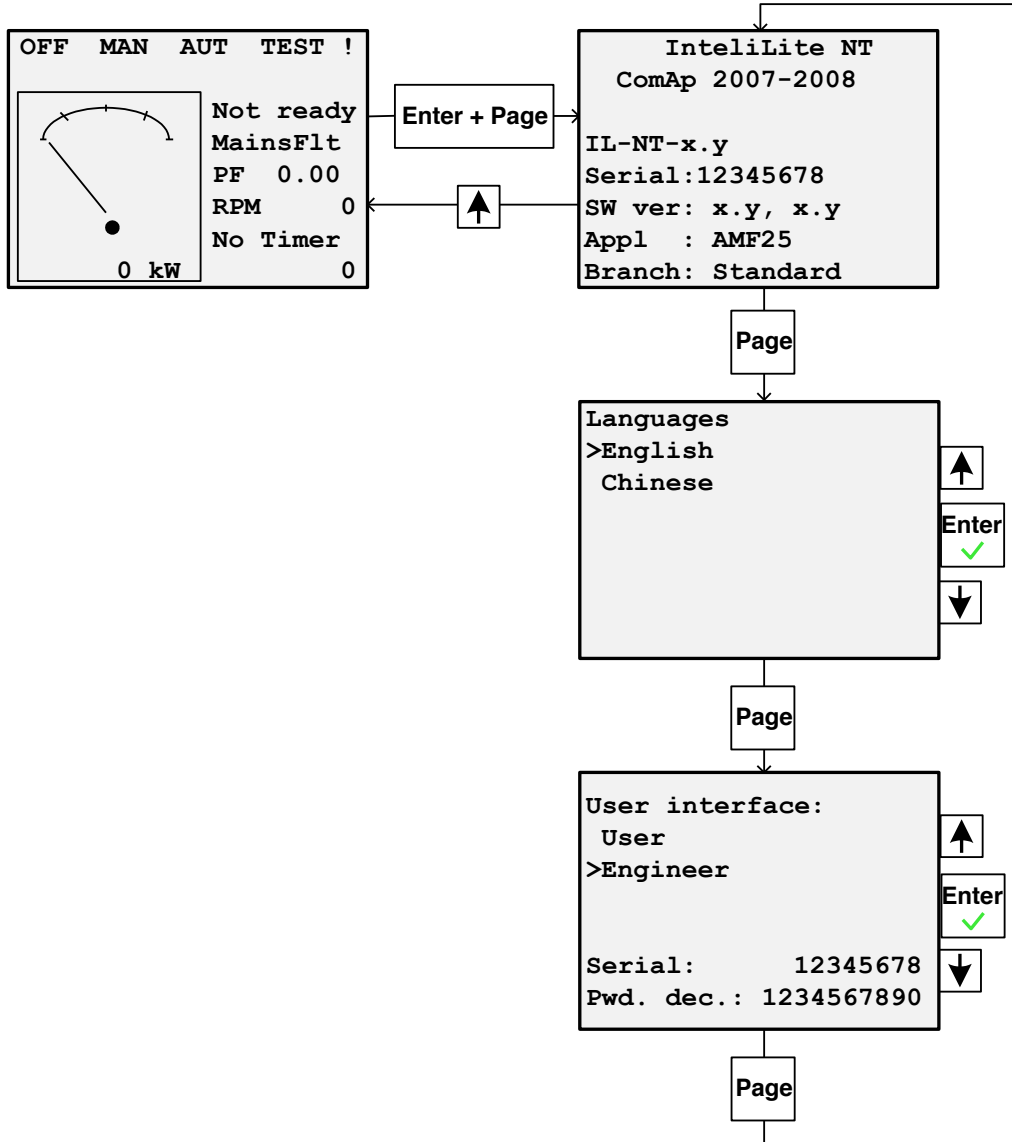 OFF MAN AUT TEST !
Not ready
MainsFlt
PF 0.00
RPM 0
No Timer
0 kW 0
Enter + Page
InteliLite NT
ComAp 2007-2008
IL-NT-x.y
Serial:12345678
SW ver: x.y, x.y
Appl : AMF25
Branch: Standard
Page
Languages
>English
Chinese
Enter
Page
User interface:
User
>Engineer
Serial: 12345678
Pwd. dec.: 1234567890
Enter
Page